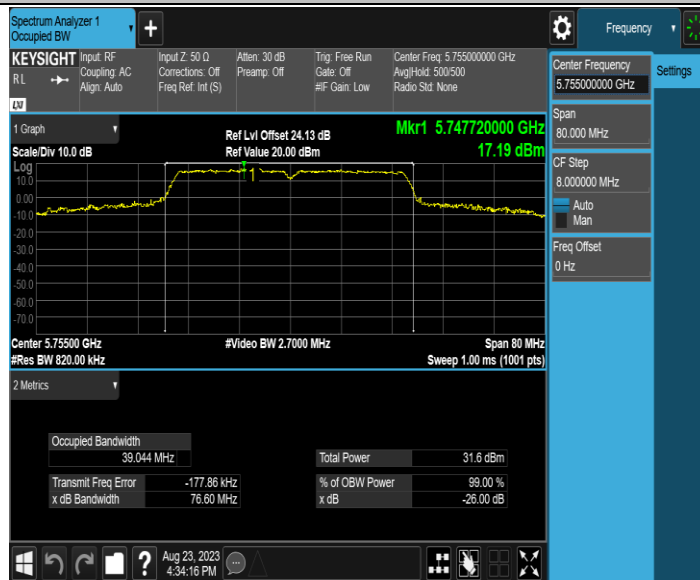 Spectrum Analyzer 1
Occupied BW
+
Frequency
KEYSIGHT
R L
LXI
Input: RF
Coupling: AC
Align: Auto
Input Z: 50 Ω
Corrections: Off
Freq Ref: Int (S)
Atten: 30 dB
Preamp: Off
Trig: Free Run
Gate: Off
#IF Gain: Low
Center Freq: 5.755000000 GHz
Avg|Hold: 500/500
Radio Std: None
Center Frequency
5.755000000 GHz
Settings
Span
80.000 MHz
CF Step
8.000000 MHz
Auto
Man
Freq Offset
0 Hz
1 Graph
Scale/Div 10.0 dB
Ref Lvl Offset 24.13 dB
Ref Value 20.00 dBm
Mkr1 5.747720000 GHz
17.19 dBm
Log
10.0
0.00
-10.0
-20.0
-30.0
-40.0
-50.0
-60.0
-70.0
1
Center 5.75500 GHz
#Video BW 2.7000 MHz
Span 80 MHz
#Res BW 820.00 kHz
Sweep 1.00 ms (1001 pts)
2 Metrics
Occupied Bandwidth
39.044 MHz
Total Power 31.6 dBm
Transmit Freq Error -177.86 kHz
% of OBW Power 99.00 %
x dB Bandwidth 76.60 MHz
x dB -26.00 dB
?
Aug 23, 2023
4:34:16 PM